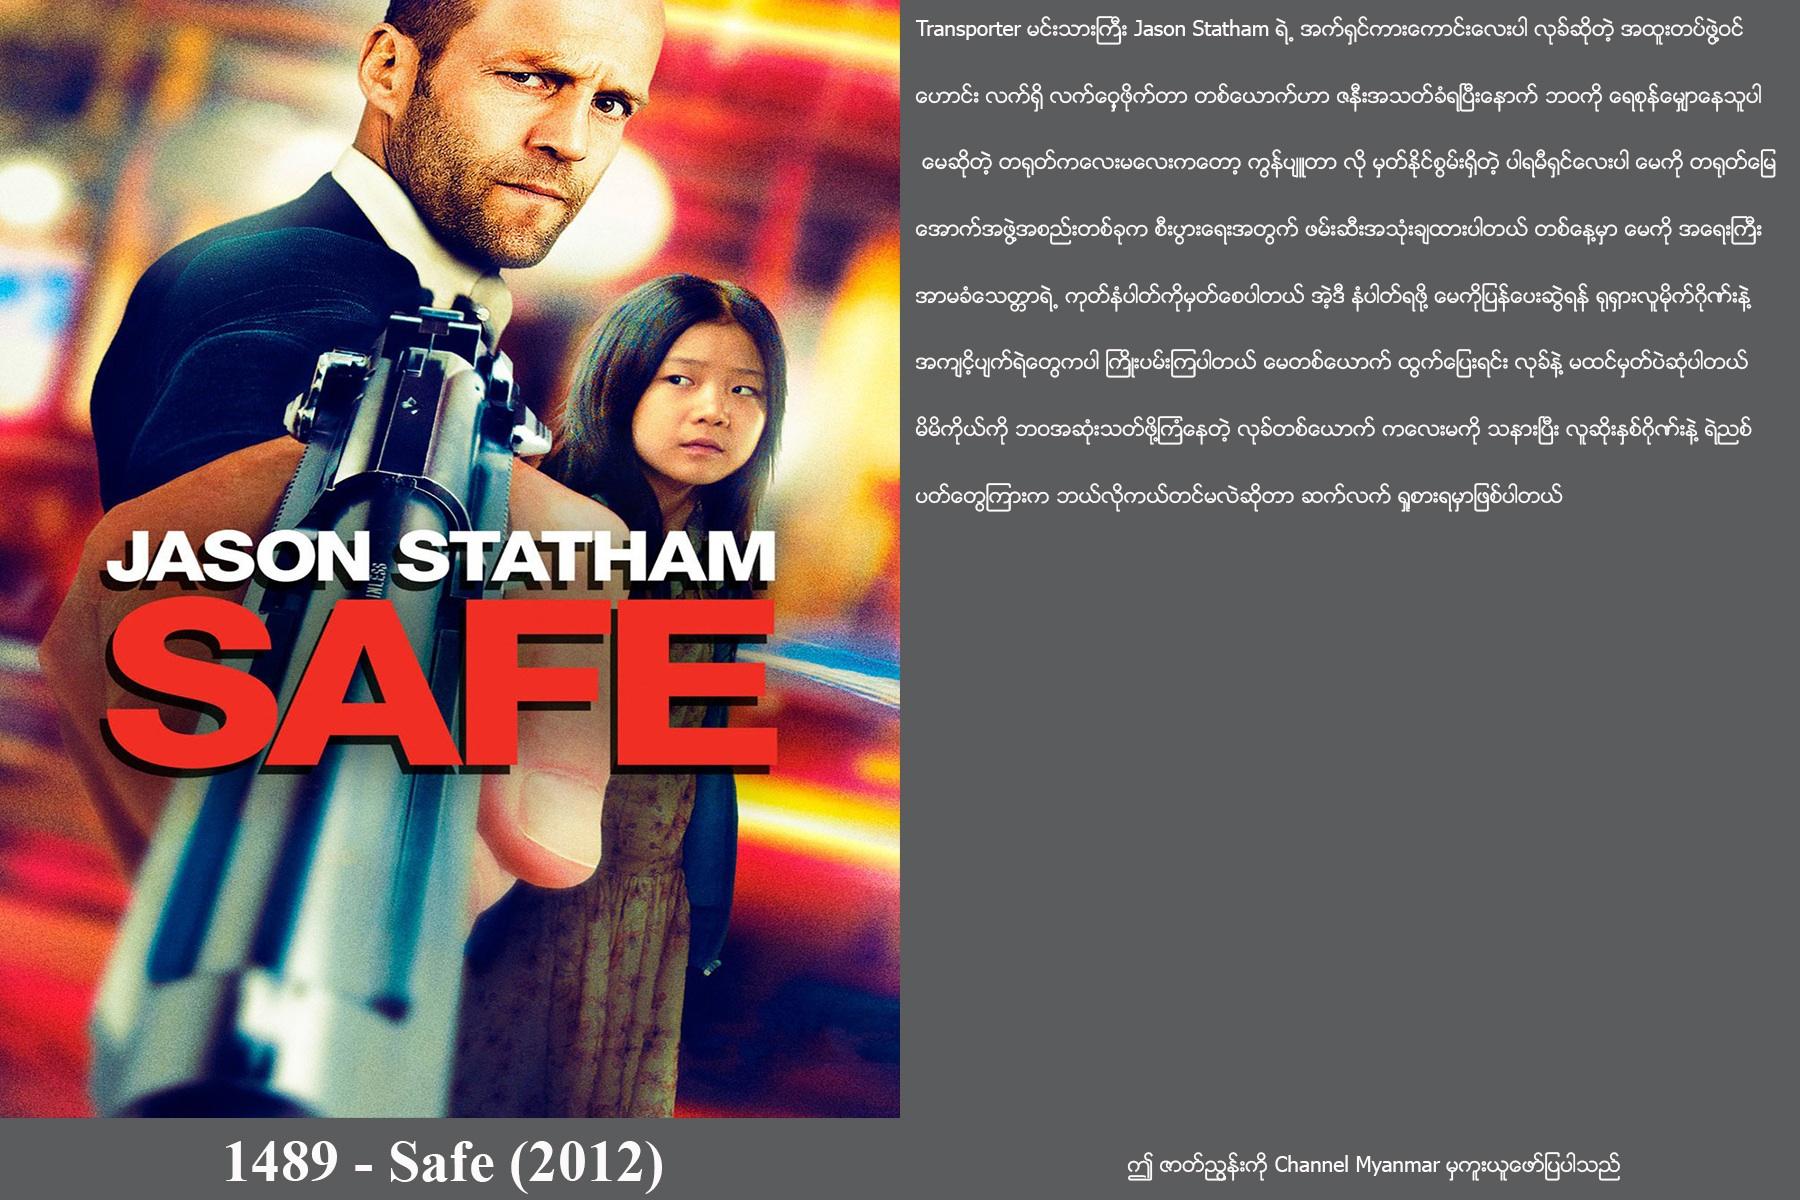 JASON STATHAM
SAFE
1489 - Safe (2012)
Transporter မင်းသားကြီး Jason Statham ရဲ့ အက်ရှင်ကားကောင်းလေးပါ လုခ်ဆိုတဲ့ အထူးတပ်ဖွဲ့ဝင်
ဟောင်း လက်ရှိ လက်ဝှေ့ဖိုက်တာ တစ်ယောက်ဟာ ဇနီးအသတ်ခံရပြီးနောက် ဘဝကို ရေစုန်မျှောနေသူပါ
မေဆိုတဲ့ တရုတ်ကလေးမလေးကတော့ ကွန်ပျူတာ လို မှတ်နိုင်စွမ်းရှိတဲ့ ပါရမီရှင်လေးပါ မေကို တရုတ်မြေ
အောက်အဖွဲ့အစည်းတစ်ခုက စီးပွားရေးအတွက် ဖမ်းဆီးအသုံးချထားပါတယ် တစ်နေ့မှာ မေကို အရေးကြီး
အာမခံသေတ္တာရဲ့ ကုတ်နံပါတ်ကိုမှတ်စေပါတယ် အဲ့ဒီ နံပါတ်ရဖို့ မေကိုပြန်ပေးဆွဲရန် ရုရှားလူမိုက်ဂိုဏ်းနဲ့
အကျင့်ပျက်ရဲတွေကပါ ကြိုးပမ်းကြပါတယ် မေတစ်ယောက် ထွက်ပြေးရင်း လုခ်နဲ့ မထင်မှတ်ပဲဆုံပါတယ်
မိမိကိုယ်ကို ဘဝအဆုံးသတ်ဖို့ကြံနေတဲ့ လုခ်တစ်ယောက် ကလေးမကို သနားပြီး လူဆိုးနှစ်ဂိုဏ်းနဲ့ ရဲညစ်
ပတ်တွေကြားက ဘယ်လိုကယ်တင်မလဲဆိုတာ ဆက်လက် ရှုစားရမှာဖြစ်ပါတယ်
ဤ ဇာတ်ညွှန်းကို Channel Myanmar မှကူးယူဖော်ပြပါသည်